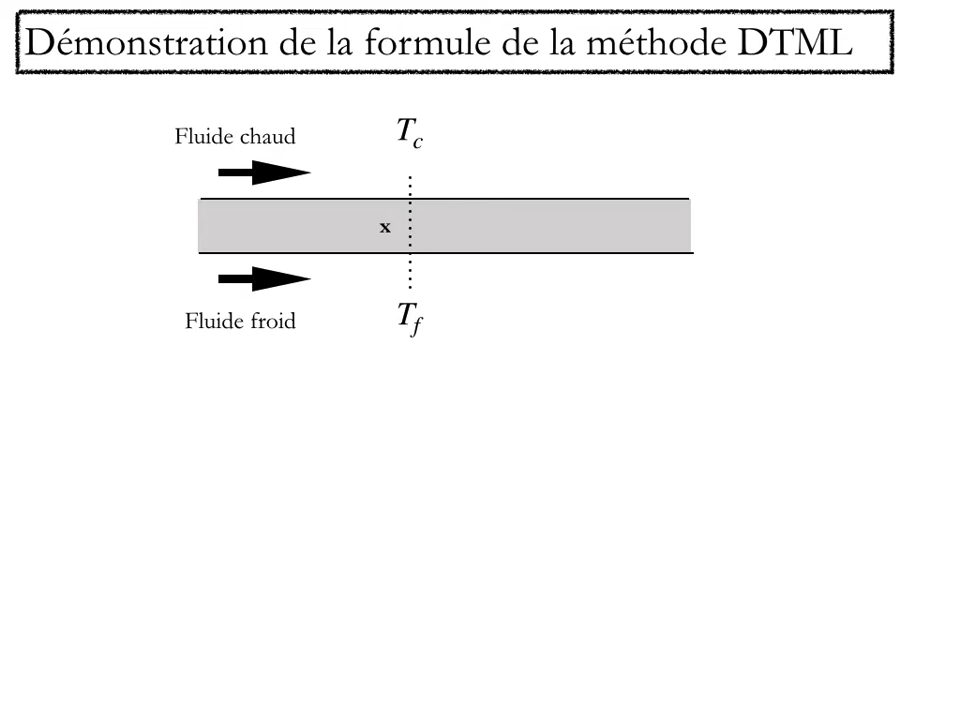 Démonstration de la formule de la méthode DTML
Fluide chaud
T_c
x
Fluide froid
T_f